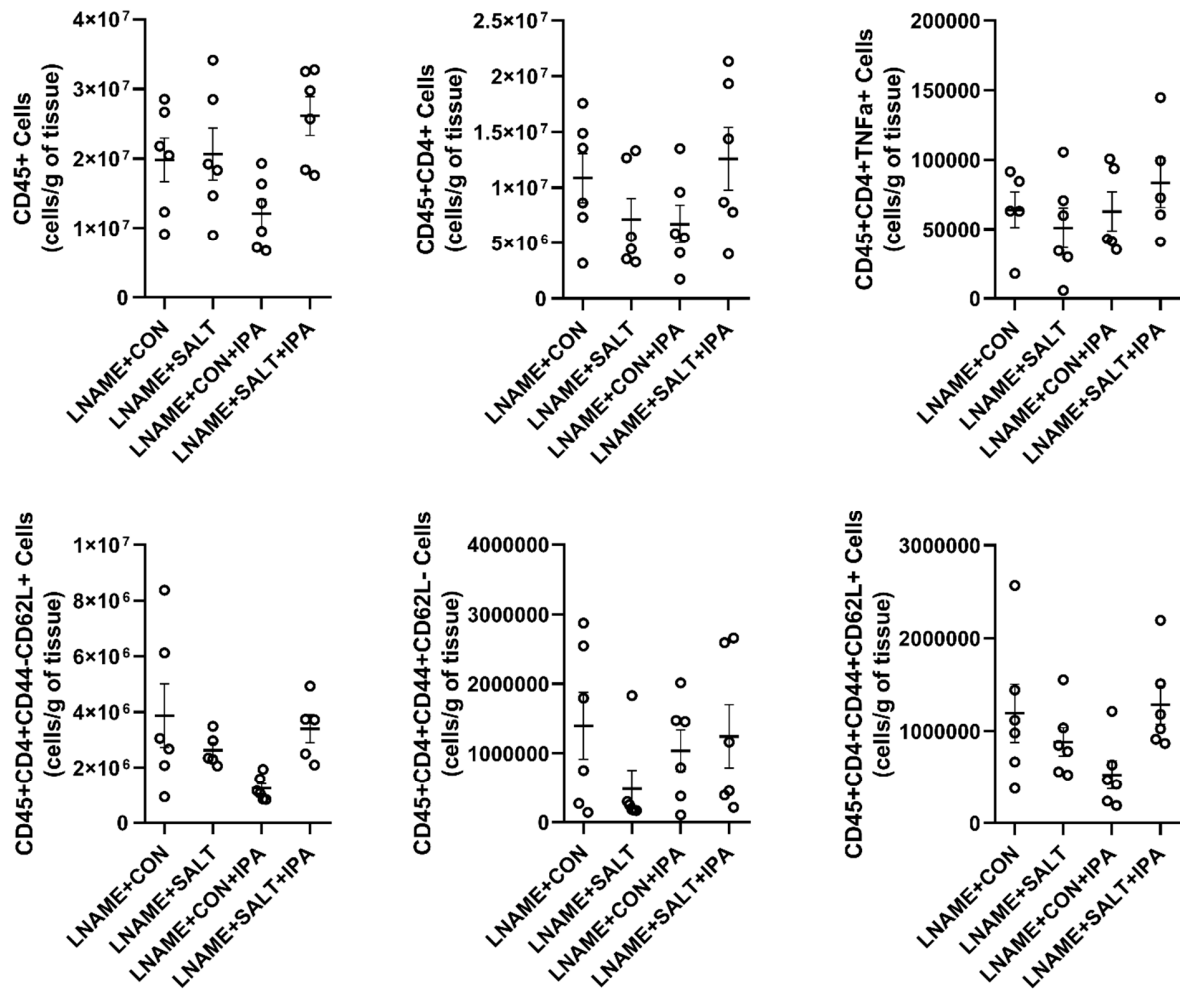 CD45+ Cells
(cells/g of tissue)
4×10⁷
3×10⁷
2×10⁷
1×10⁷
0
LNAME+CON
LNAME+SALT
LNAME+CON+IPA
LNAME+SALT+IPA
CD45+CD4+ Cells
(cells/g of tissue)
2.5×10⁷
2×10⁷
1.5×10⁷
1×10⁷
5×10⁶
0
LNAME+CON
LNAME+SALT
LNAME+CON+IPA
LNAME+SALT+IPA
CD45+CD4+TNFa+ Cells
(cells/g of tissue)
200000
150000
100000
50000
0
LNAME+CON
LNAME+SALT
LNAME+CON+IPA
LNAME+SALT+IPA
CD45+CD4+CD44-CD62L+ Cells
(cells/g of tissue)
1×10⁷
8×10⁶
6×10⁶
4×10⁶
2×10⁶
0
LNAME+CON
LNAME+SALT
LNAME+CON+IPA
LNAME+SALT+IPA
CD45+CD4+CD44+CD62L- Cells
(cells/g of tissue)
4000000
3000000
2000000
1000000
0
LNAME+CON
LNAME+SALT
LNAME+CON+IPA
LNAME+SALT+IPA
CD45+CD4+CD44+CD62L+ Cells
(cells/g of tissue)
3000000
2000000
1000000
0
LNAME+CON
LNAME+SALT
LNAME+CON+IPA
LNAME+SALT+IPA